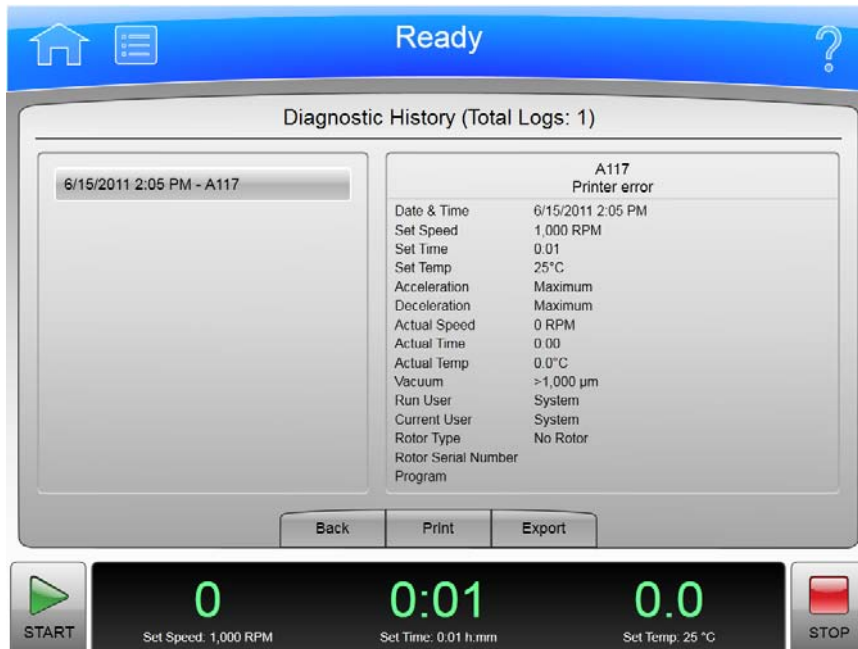 Ready
?
Diagnostic History (Total Logs: 1)
6/15/2011 2:05 PM - A117
A117
Printer error
Date & Time 6/15/2011 2:05 PM
Set Speed 1,000 RPM
Set Time 0:01
Set Temp 25°C
Acceleration Maximum
Deceleration Maximum
Actual Speed 0 RPM
Actual Time 0:00
Actual Temp 0.0°C
Vacuum >1,000 µm
Run User System
Current User System
Rotor Type No Rotor
Rotor Serial Number
Program
Back Print Export
0 0:01 0.0
START Set Speed: 1,000 RPM Set Time: 0:01 h:mm Set Temp: 25 °C STOP